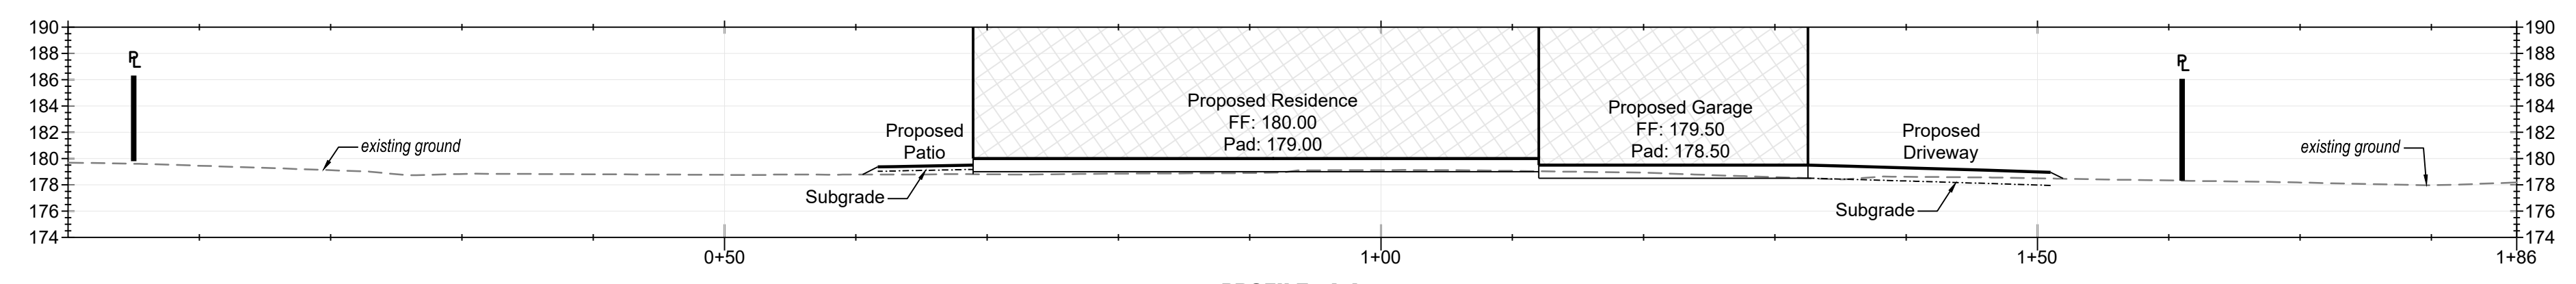 190
188
186
184
182
180
178
176
174
PL
existing ground
Proposed
Patio
Subgrade
Proposed Residence
FF: 180.00
Pad: 179.00
Proposed Garage
FF: 179.50
Pad: 178.50
Proposed
Driveway
Subgrade
PL
existing ground
190
188
186
184
182
180
178
176
174
0+50
1+00
1+50
1+86